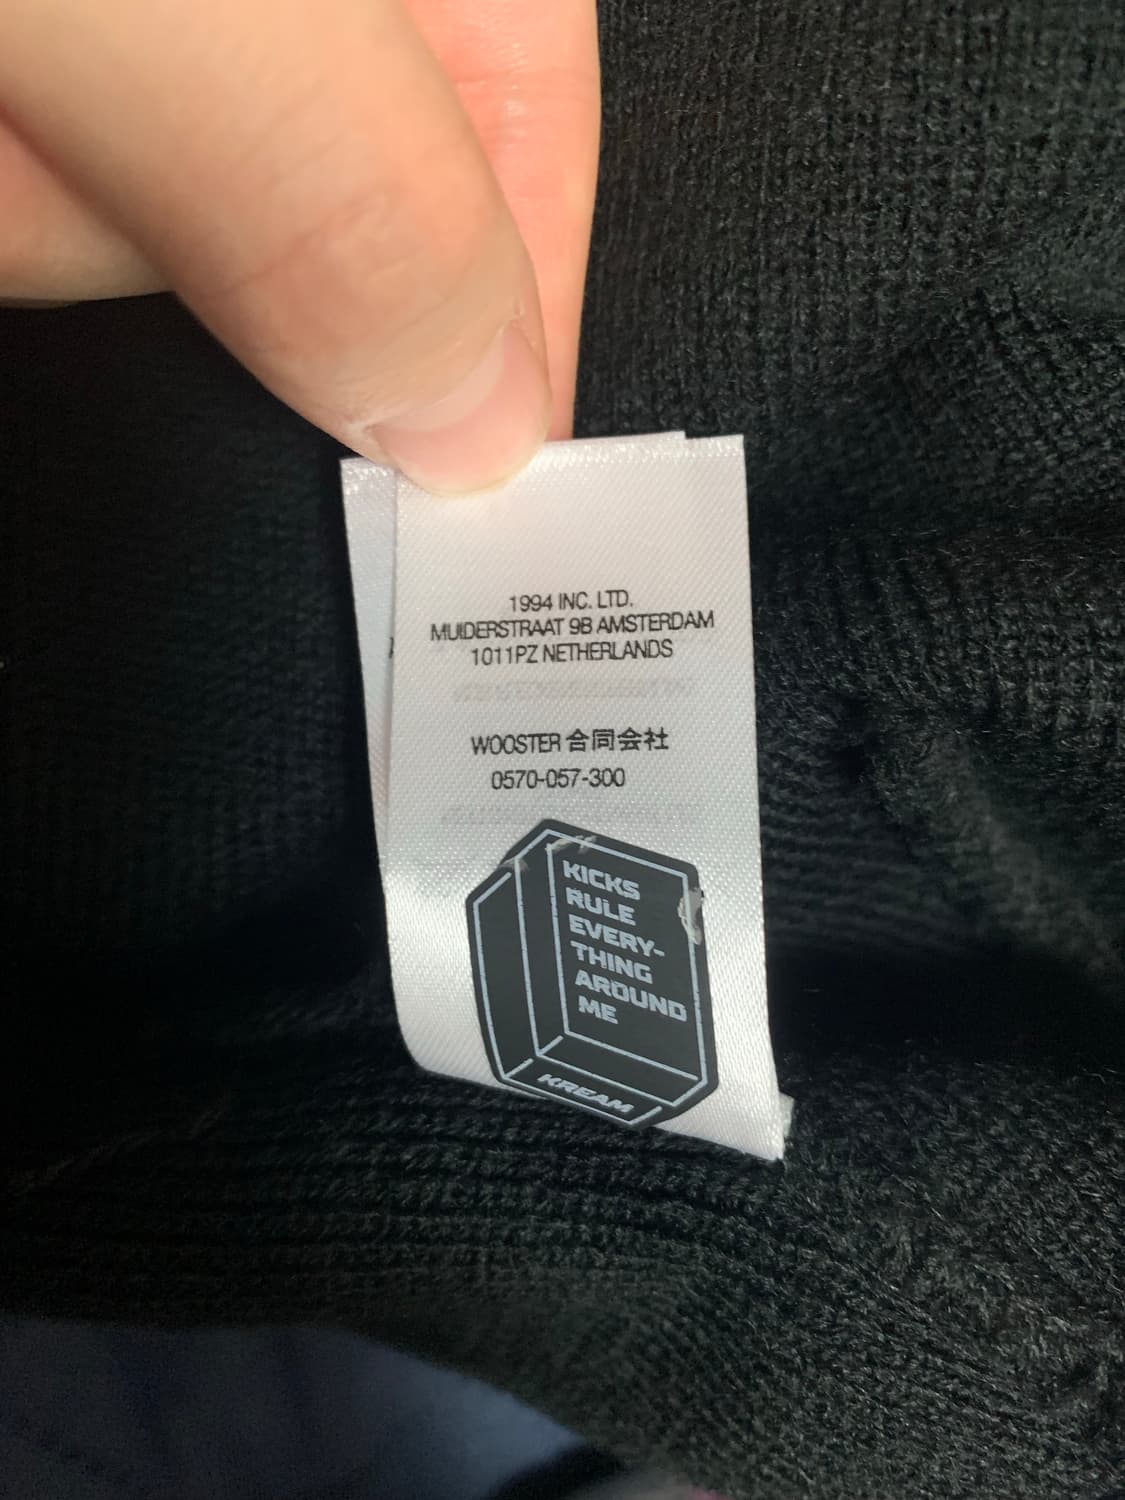 1994 INC. LTD.
MUIDERSTRAAT 9B AMSTERDAM
1011PZ NETHERLANDS
WOOSTER 合同会社
0570-057-300
KICKS
RULE
EVERY-
THING
AROUND
ME
KREAM